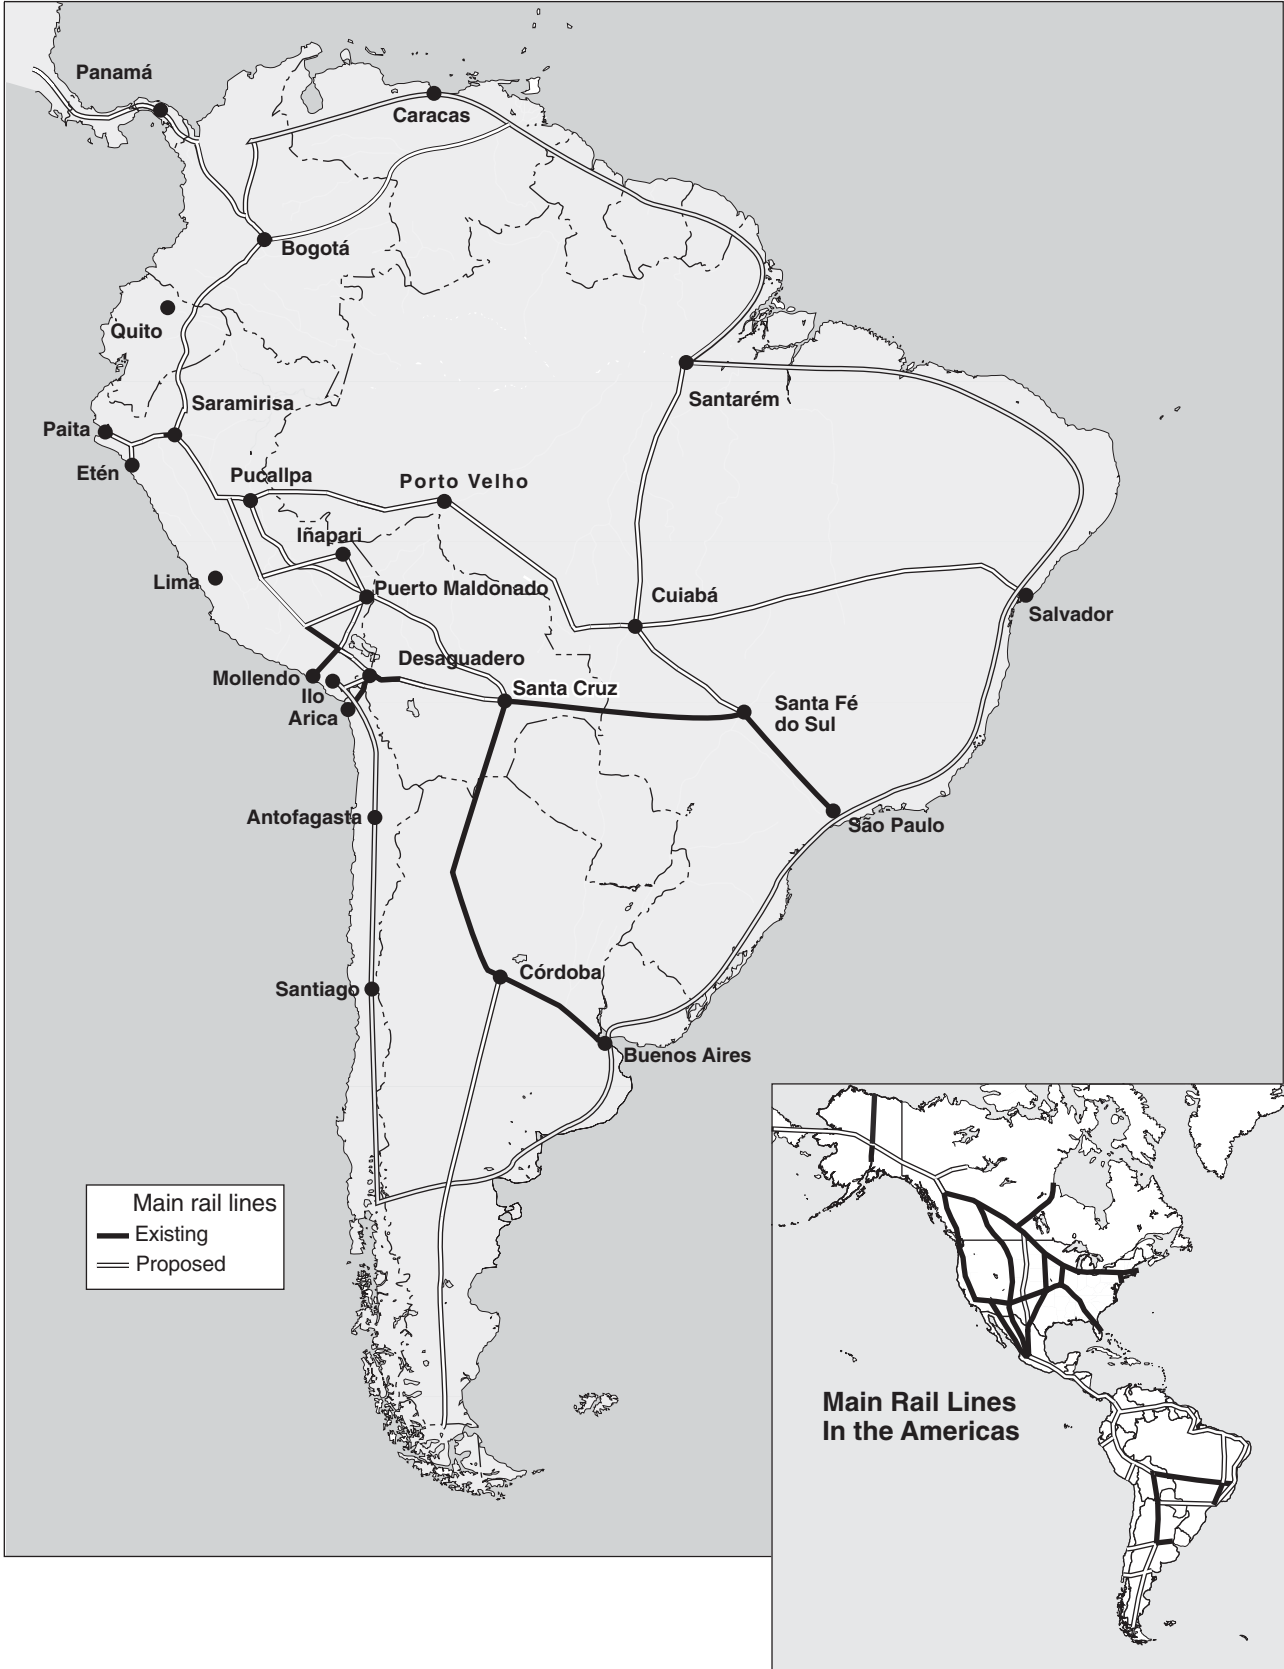 Panamá
Caracas
Bogotá
Quito
Santarém
Saramirisa
Paita
Etén
Pucallpa
Porto Velho
Iñapari
Lima
Puerto Maldonado
Cuiabá
Salvador
Desaguadero
Mollendo
Ilo
Arica
Santa Cruz
Santa Fé
do Sul
Antofagasta
São Paulo
Córdoba
Santiago
Buenos Aires
Main rail lines
Existing
Proposed
Main Rail Lines
In the Americas